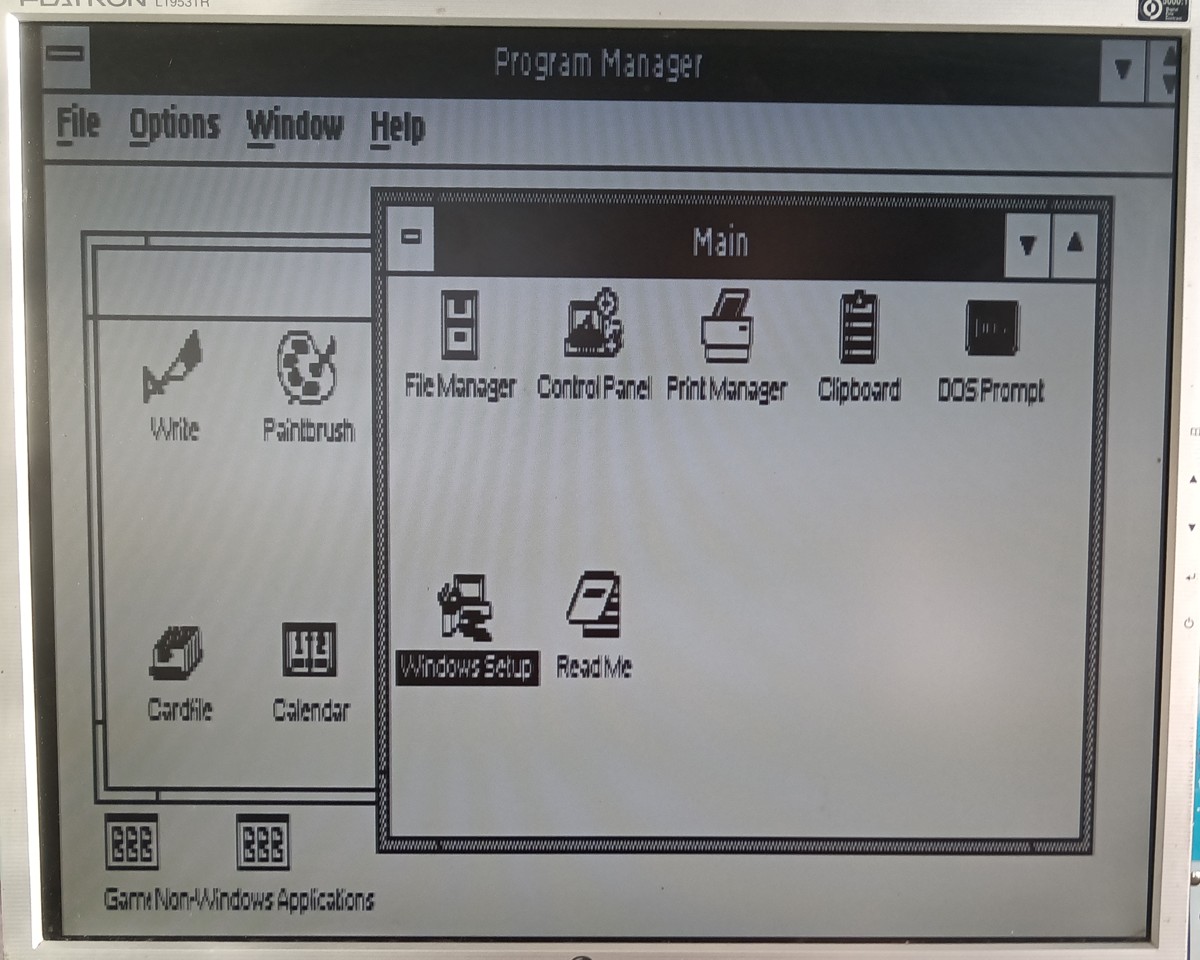 FLATRON L1953TR
Program Manager
File Options Window Help
Main
File Manager Control Panel Print Manager Clipboard DOS Prompt
Write Paintbrush
Windows Setup Read Me
Cardfile Calendar
Non-Windows Applications